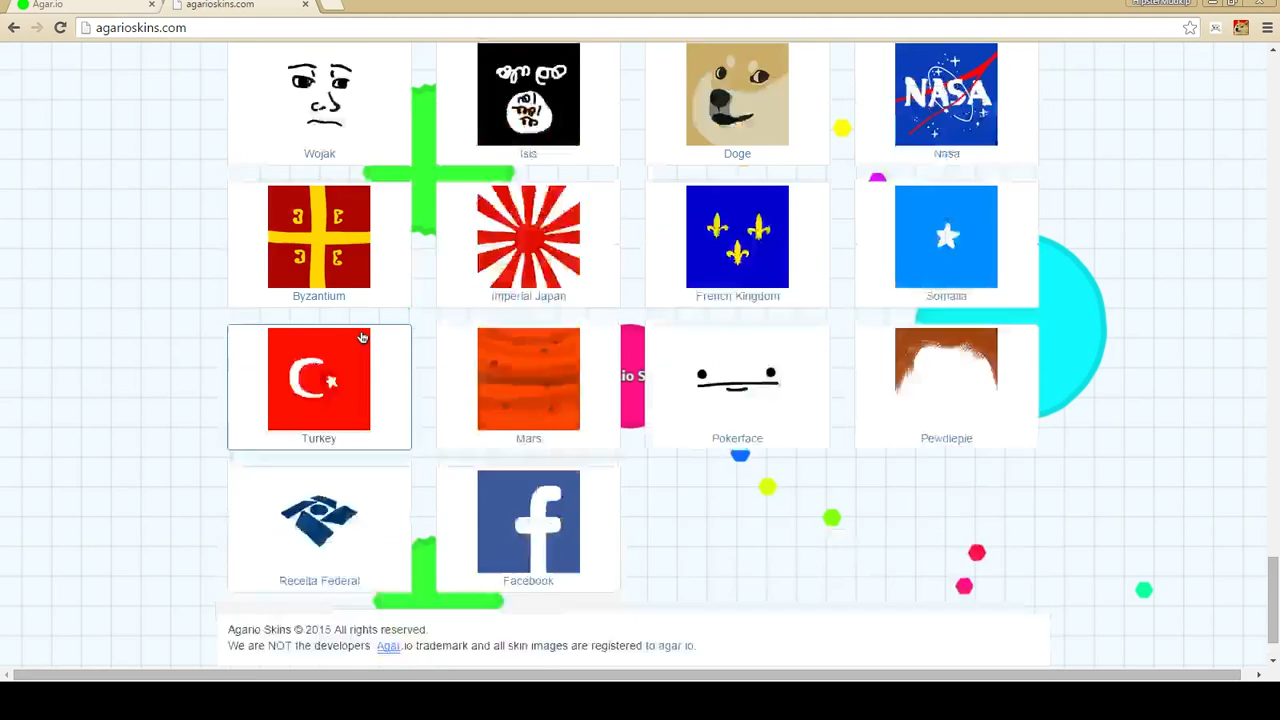 Agar.io
agarioskins.com
agarioskins.com
NASA
Wojak
Isis
Doge
Nasa
Byzantium
Imperial Japan
French Kingdom
Somalia
io S
Turkey
Mars
Pokerface
Pewdiepie
f
Receita Federal
Facebook
Agario Skins © 2015 All rights reserved.
We are NOT the developers Agar.io trademark and all skin images are registered to agar io.